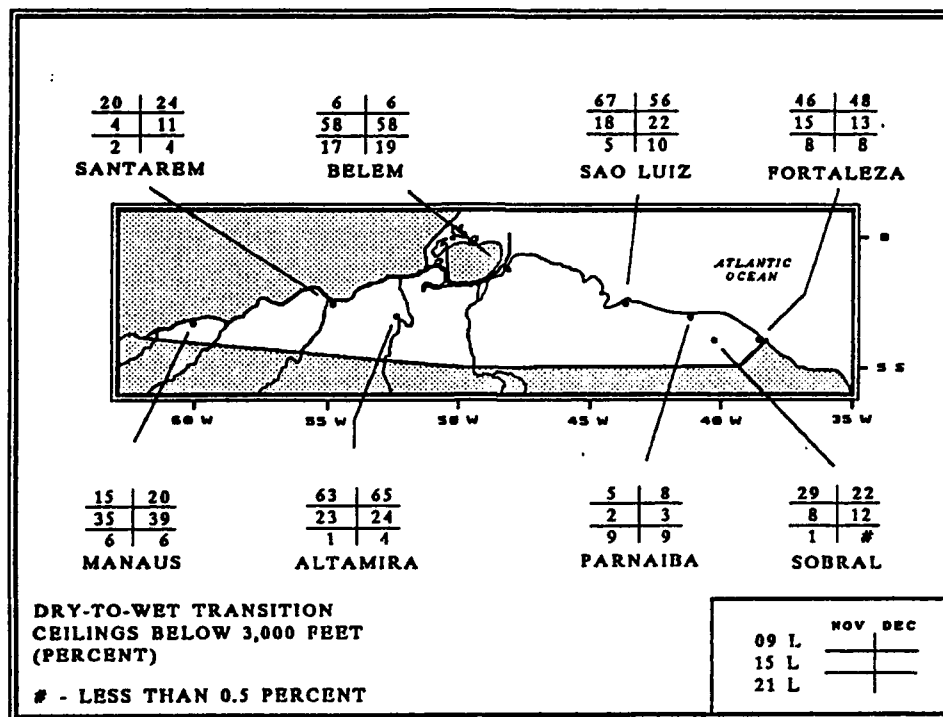 20 24
4 11
2 4
SANTAREM
6 6
58 58
17 19
BELEM
67 56
18 22
5 10
SAO LUIZ
46 48
15 13
8 8
FORTALEZA
ATLANTIC
OCEAN
0
5 S
60 W 55 W 50 W 45 W 40 W 35 W
15 20
35 39
6 6
MANAUS
63 65
23 24
1 4
ALTAMIRA
5 8
2 3
9 9
PARNAIBA
29 22
8 12
1 #
SOBRAL
DRY-TO-WET TRANSITION
CEILINGS BELOW 3,000 FEET
(PERCENT)
# - LESS THAN 0.5 PERCENT
NOV DEC
09 L
15 L
21 L